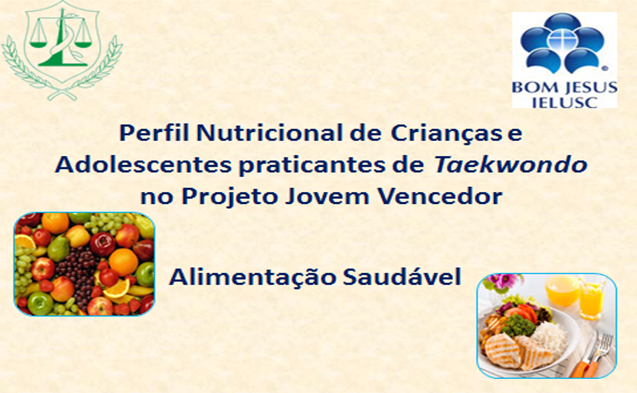 BOM JESUS
IELUSC
Perfil Nutricional de Crianças e
Adolescentes praticantes de Taekwondo
no Projeto Jovem Vencedor
Alimentação Saudável